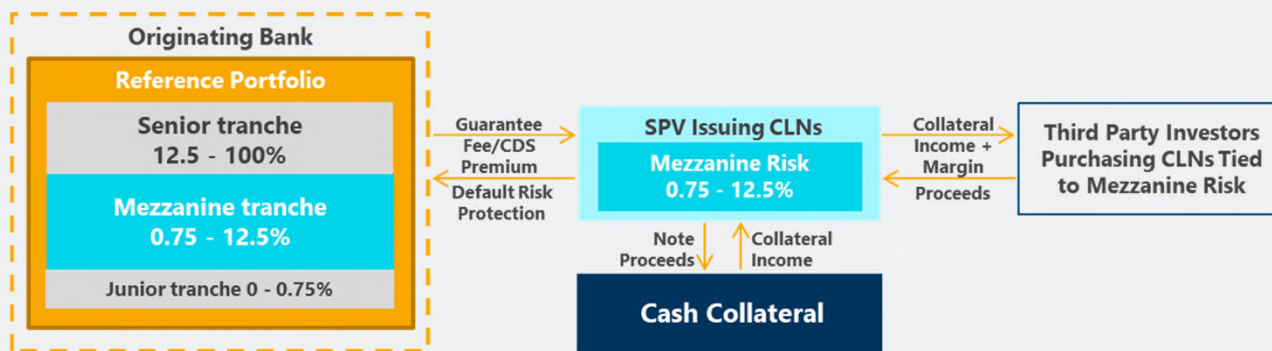 Originating Bank
Reference Portfolio
Senior tranche
12.5 - 100%
Mezzanine tranche
0.75 - 12.5%
Junior tranche 0 - 0.75%
Guarantee
Fee/CDS
Premium
Default Risk
Protection
SPV Issuing CLNs
Mezzanine Risk
0.75 - 12.5%
Note
Proceeds
Collateral
Income
Cash Collateral
Collateral
Income +
Margin
Proceeds
Third Party Investors
Purchasing CLNs Tied
to Mezzanine Risk